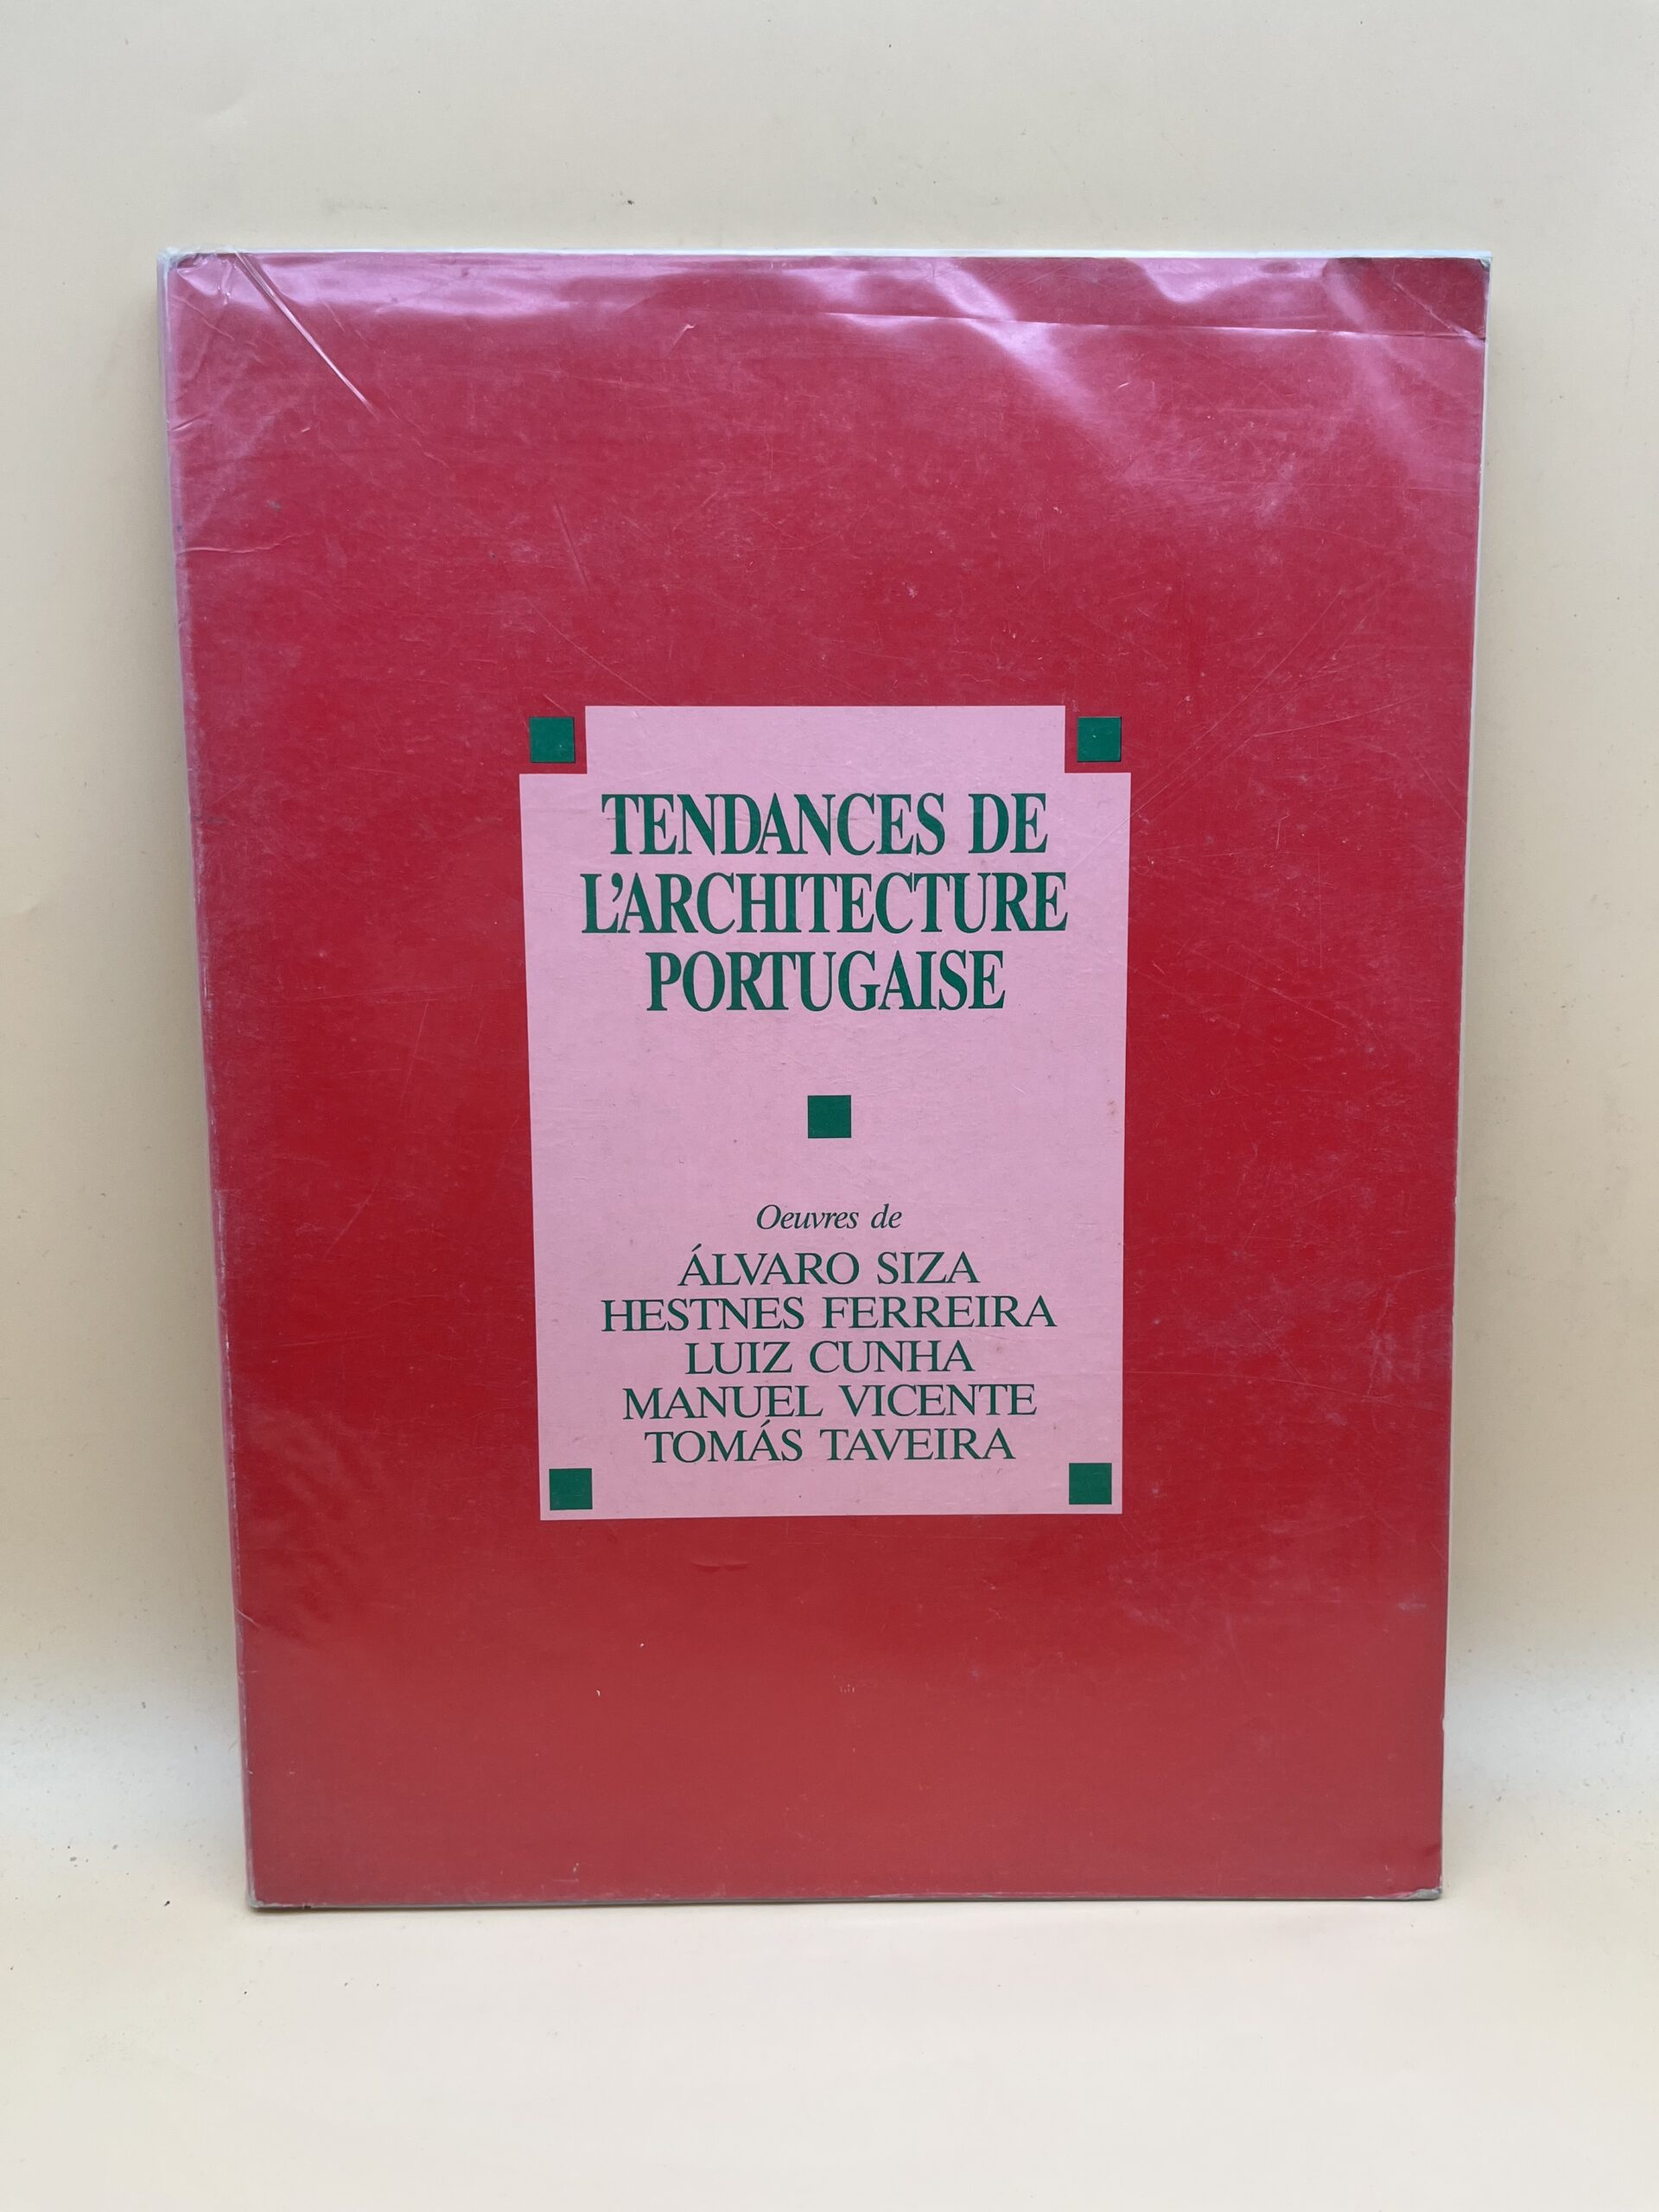 TENDANCES DE
L'ARCHITECTURE
PORTUGAISE
Oeuvres de
ÁLVARO SIZA
HESTNES FERREIRA
LUIZ CUNHA
MANUEL VICENTE
TOMÁS TAVEIRA